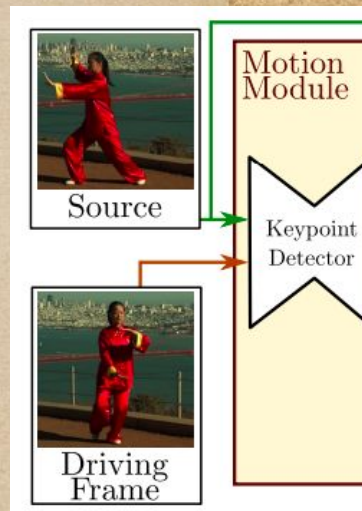 Source
Driving
Frame
Motion
Module
Keypoint
Detector